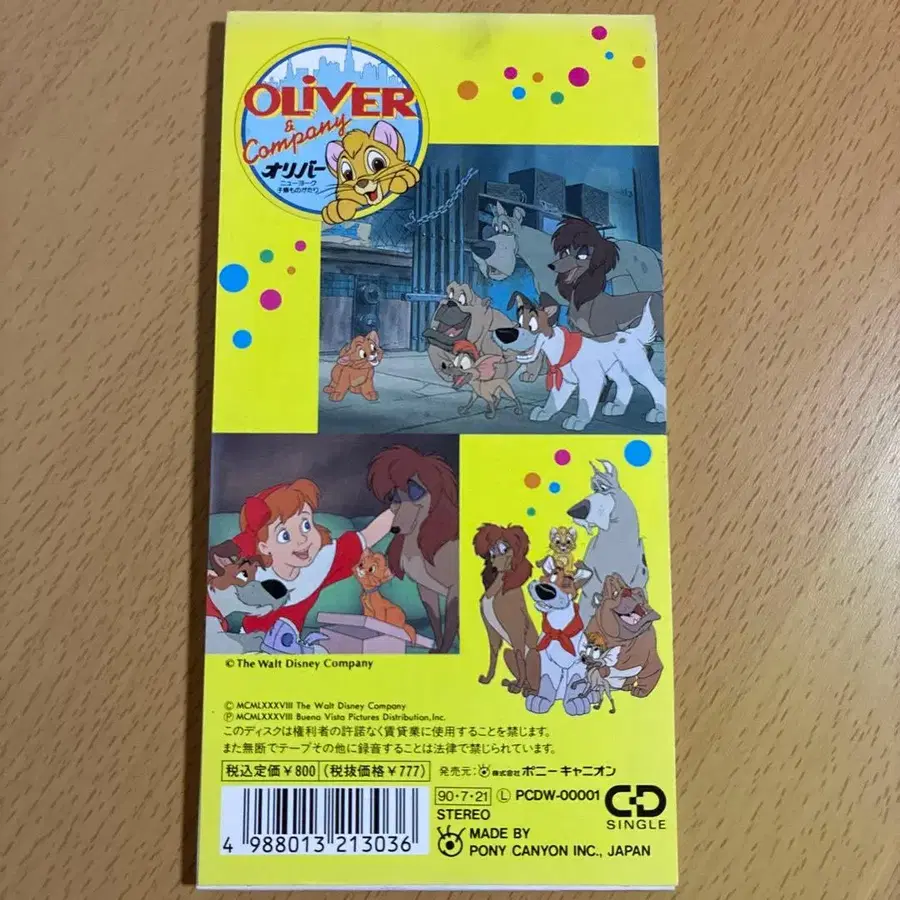 OLiVER
&
Company
オリバー
ニューヨーク
子猫ものがたり
© The Walt Disney Company
© MCMLXXXVIII The Walt Disney Company
Ⓟ MCMLXXXVIII Buena Vista Pictures Distribution, Inc.
このディスクは権利者の許諾なく賃貸業に使用することを禁じます。
また無断でテープその他に録音することは法律で禁じられています。
税込定価¥800 (税抜価格¥777) 発売元: 株式会社 ポニーキャニオン
90・7・21 Ⓛ PCDW-00001
STEREO
CD
SINGLE
MADE BY
PONY CANYON INC., JAPAN
4 988013 213036